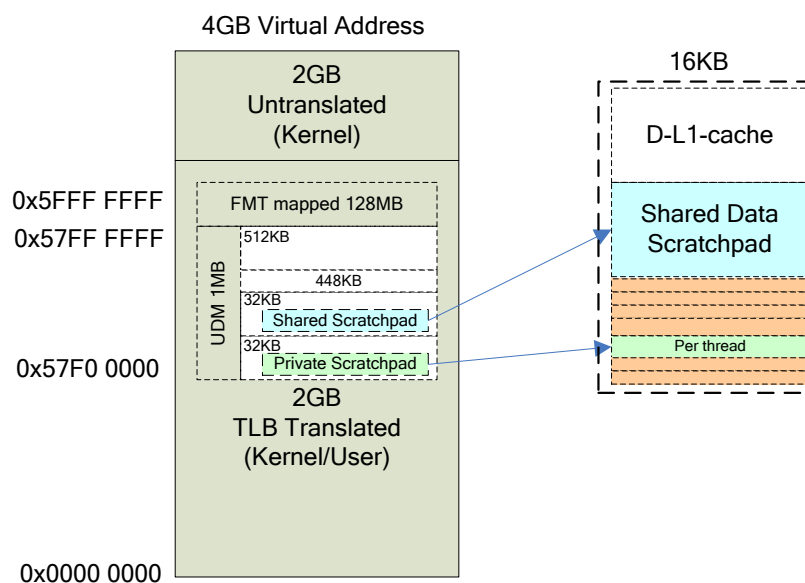 4GB Virtual Address
2GB
Untranslated
(Kernel)
0x5FFF FFFF
FMT mapped 128MB
0x57FF FFFF
512KB
UDM 1MB
448KB
32KB
Shared Scratchpad
32KB
Private Scratchpad
0x57F0 0000
2GB
TLB Translated
(Kernel/User)
0x0000 0000
16KB
D-L1-cache
Shared Data
Scratchpad
Per thread